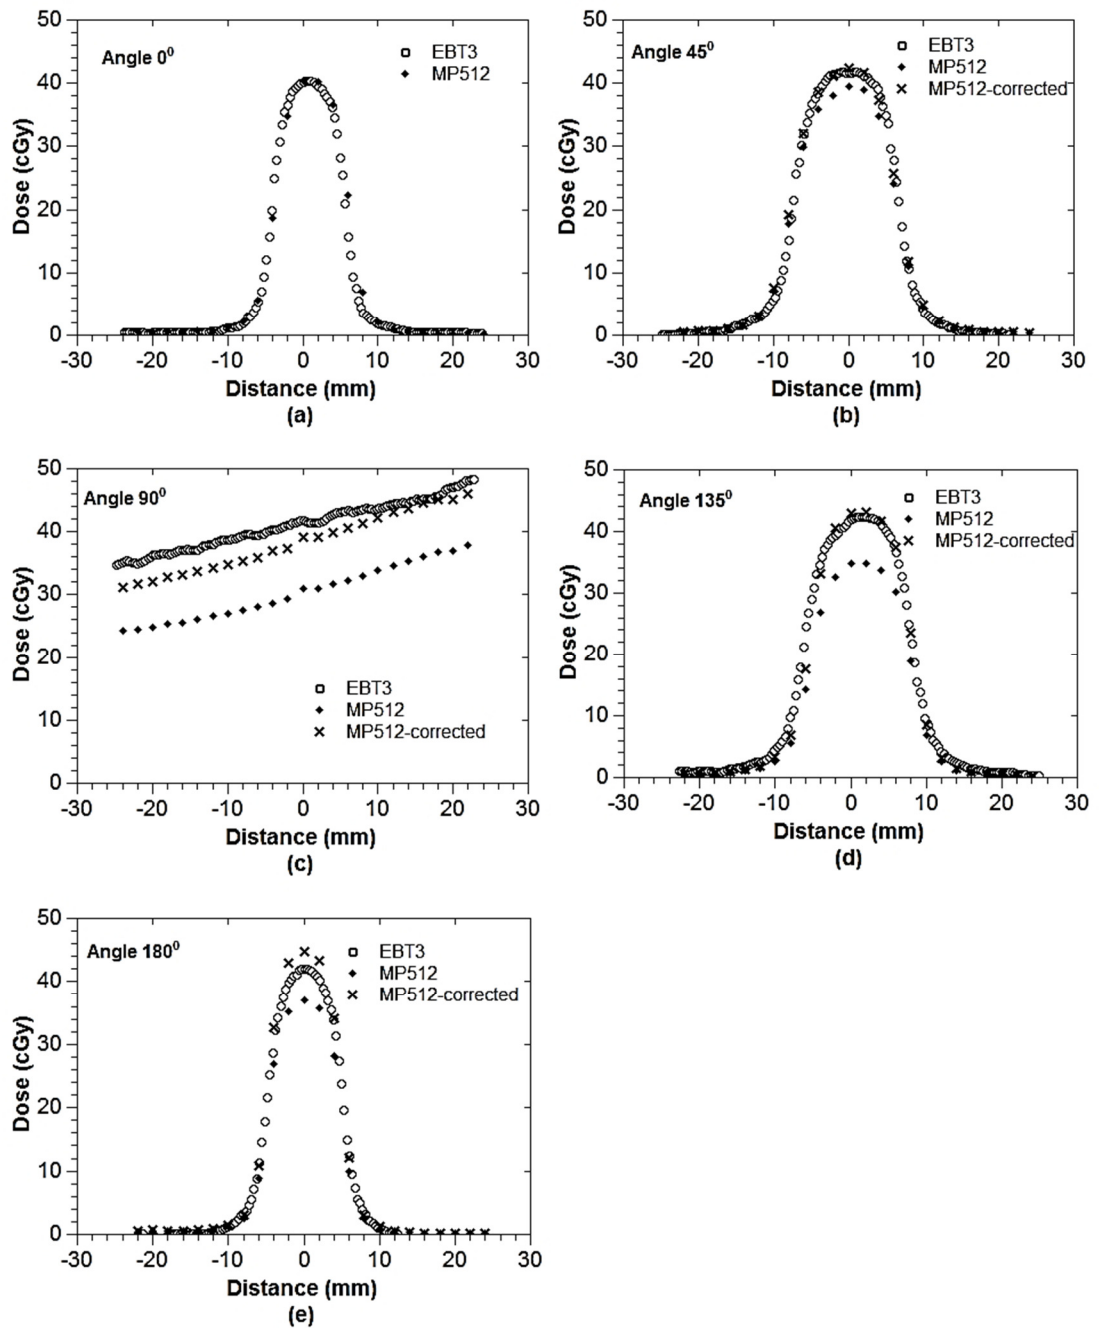 Angle 0⁰
EBT3
MP512
50
40
30
20
10
0
Dose (cGy)
-30 -20 -10 0 10 20 30
Distance (mm)
(a)
Angle 45⁰
EBT3
MP512
MP512-corrected
50
40
30
20
10
0
Dose (cGy)
-30 -20 -10 0 10 20 30
Distance (mm)
(b)
Angle 90⁰
50
40
30
20
10
0
Dose (cGy)
EBT3
MP512
MP512-corrected
-30 -20 -10 0 10 20 30
Distance (mm)
(c)
Angle 135⁰
EBT3
MP512
MP512-corrected
50
40
30
20
10
0
Dose (cGy)
-30 -20 -10 0 10 20 30
Distance (mm)
(d)
Angle 180⁰
EBT3
MP512
MP512-corrected
50
40
30
20
10
0
Dose (cGy)
-30 -20 -10 0 10 20 30
Distance (mm)
(e)